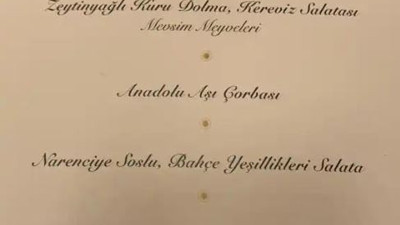 Zeytinyağlı Kuru Dolma, Kereviz Salatası
Mevsim Meyveleri
Anadolu Aşı Çorbası
Narenciye Soslu, Bahçe Yeşillikleri Salata